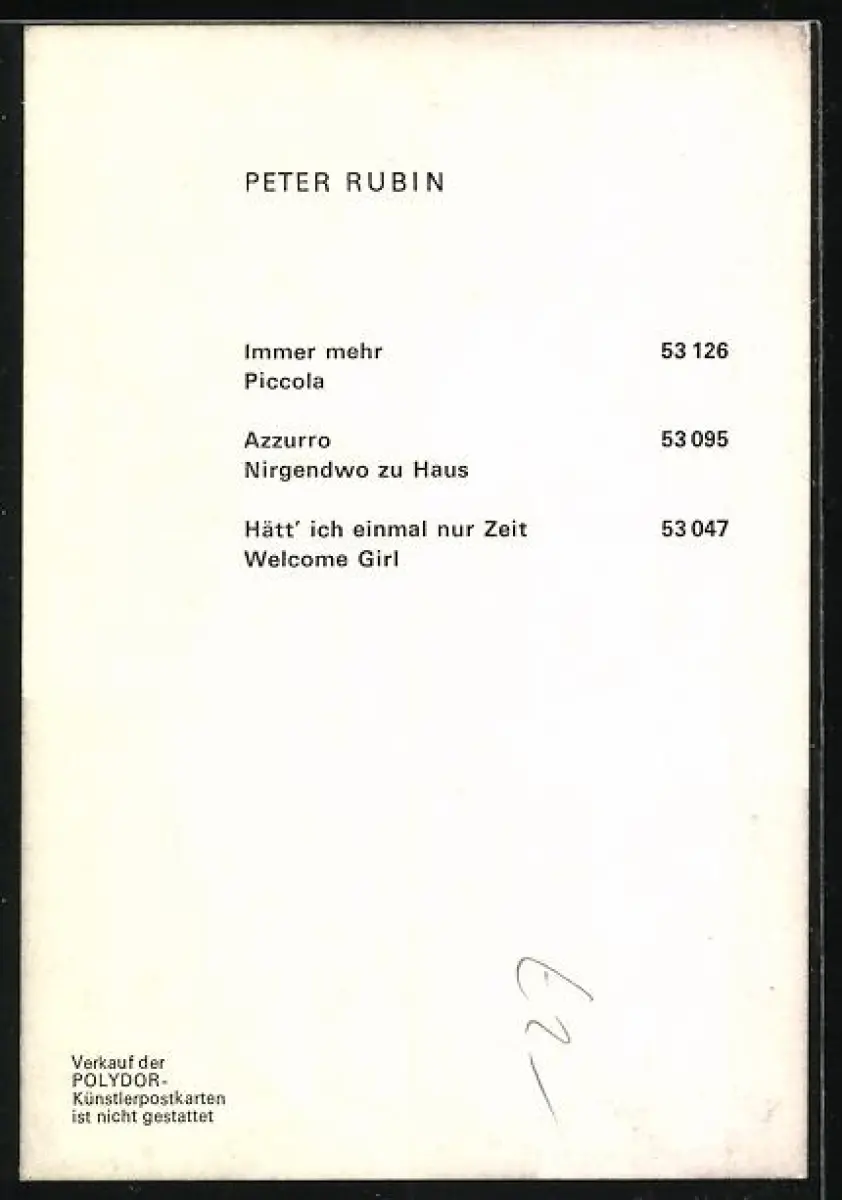 PETER RUBIN
Immer mehr 53 126
Piccola
Azzurro 53 095
Nirgendwo zu Haus
Hätt' ich einmal nur Zeit 53 047
Welcome Girl
Verkauf der
POLYDOR-
Künstlerpostkarten
ist nicht gestattet